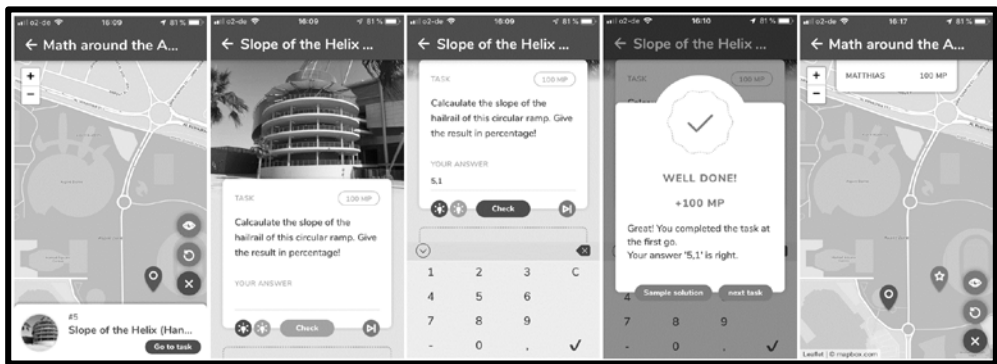 o2-de 16:09 81 %
← Math around the A...
+
−
#5
Slope of the Helix (Han...
Go to task
o2-de 16:09 81 %
← Slope of the Helix ...
TASK 100 MP
Calcaulate the slope of the
hailrail of this circular ramp. Give
the result in percentage!
YOUR ANSWER
Check
o2-de 16:09 81 %
← Slope of the Helix ...
TASK 100 MP
Calcaulate the slope of the
hailrail of this circular ramp. Give
the result in percentage!
YOUR ANSWER
5,1
Check
1 2 3 C
4 5 6
7 8 9
- 0 . ✓
o2-de 16:10 81 %
← Slope of the Helix ...
TASK 100 MP
WELL DONE!
+100 MP
Great! You completed the task at
the first go.
Your answer '5,1' is right.
Sample solution next task
4
7 8 9
- 0 . ✓
o2-de 16:17 81 %
← Math around the A...
+
−
MATTHIAS 100 MP
Leaflet | © mapbox.com